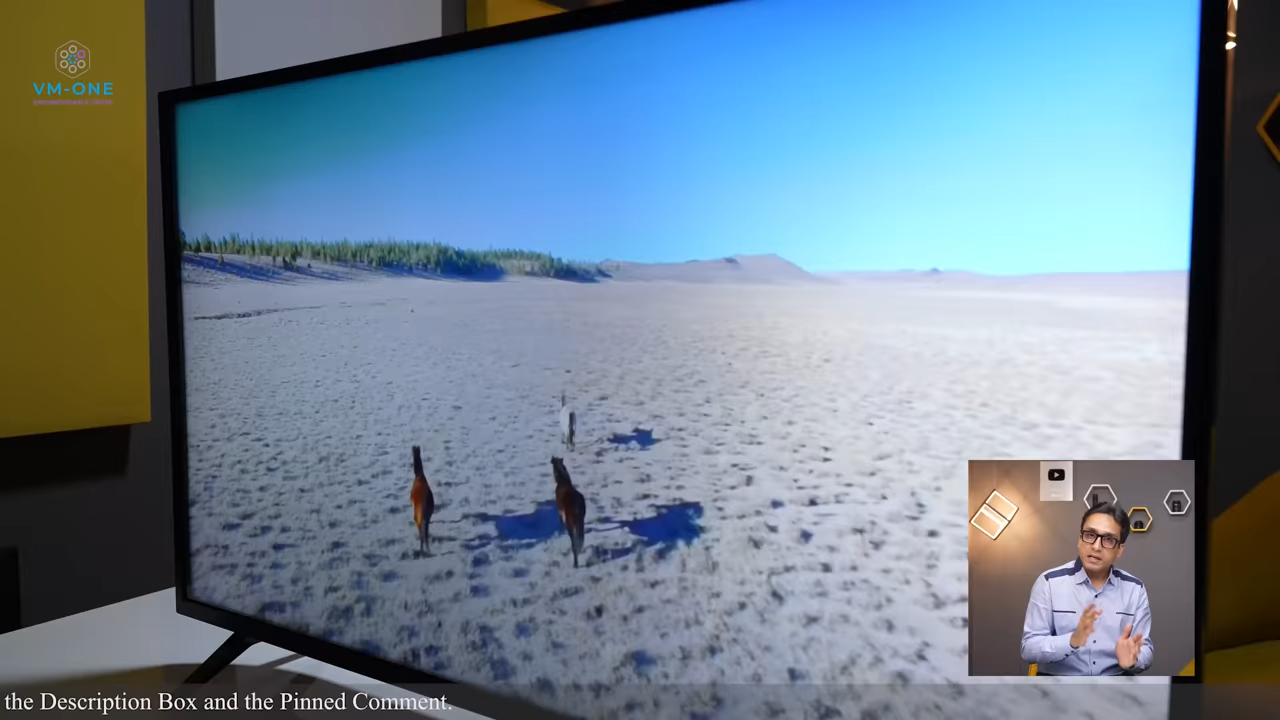 VM-ONE
the Description Box and the Pinned Comment.